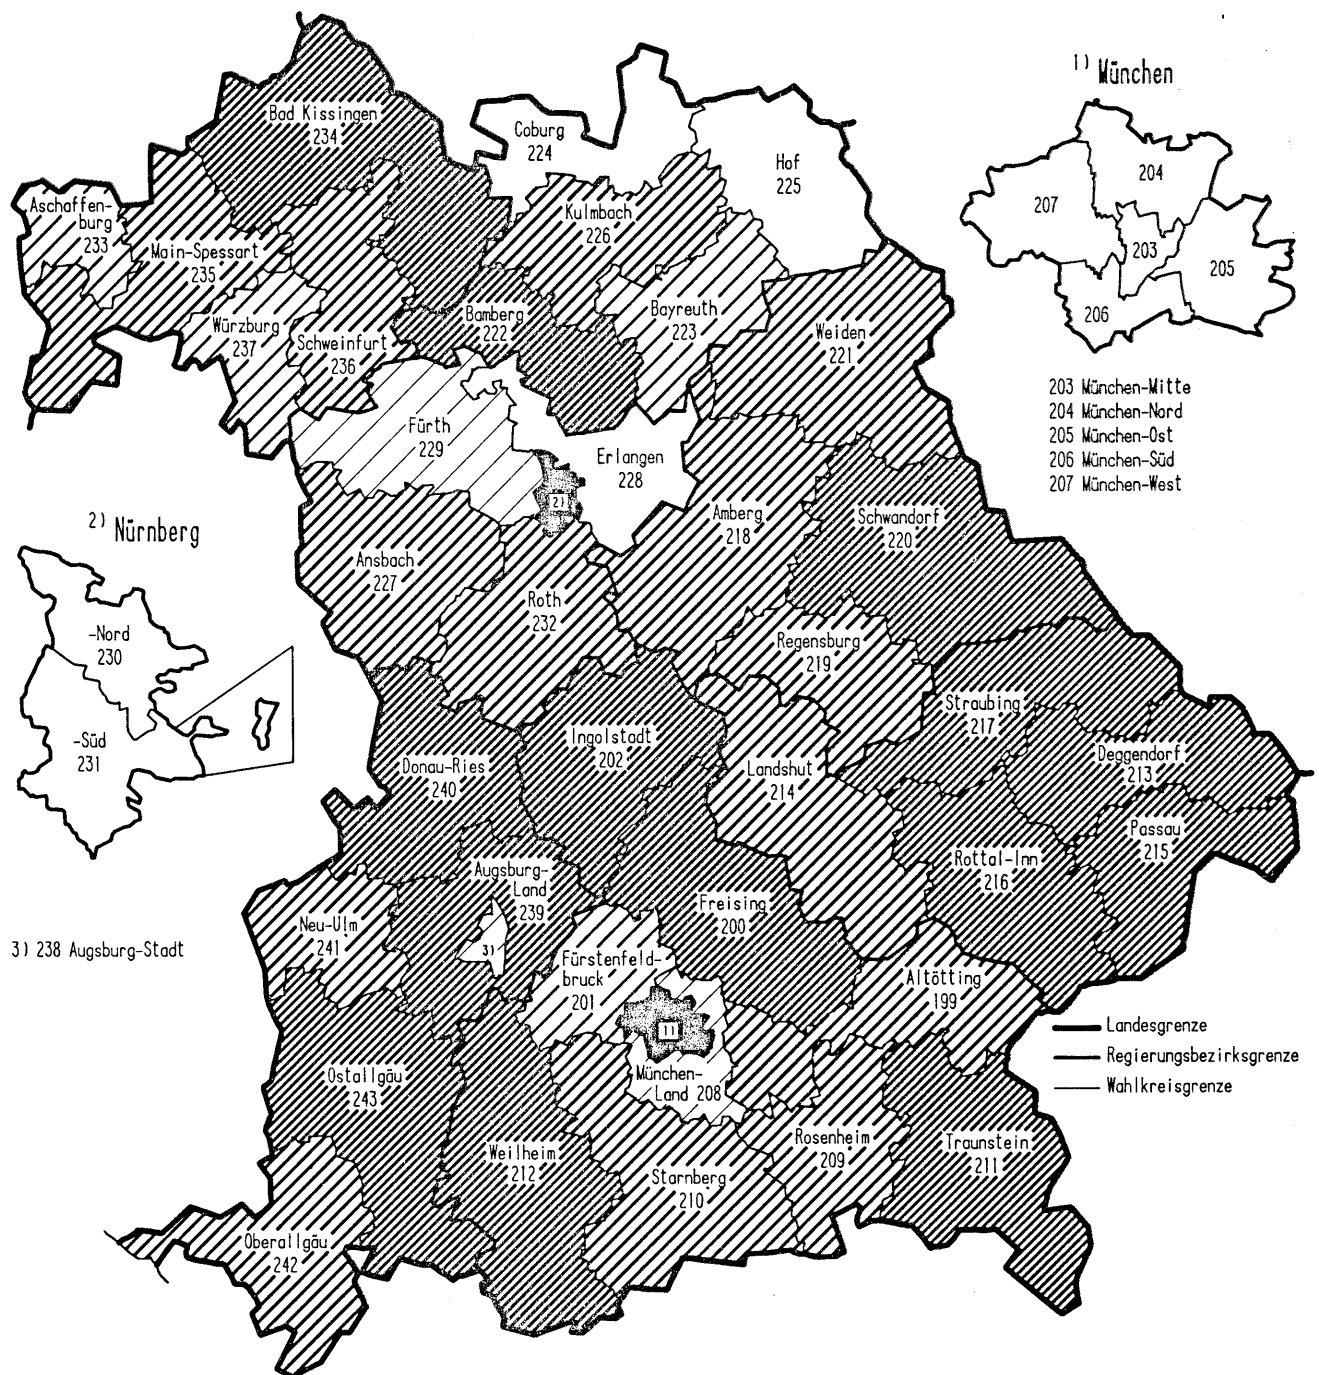 1) München
Bad Kissingen
234
Coburg
224
Hof
225
204
207
203
205
206
Aschaffen-
burg
233
Kulmbach
226
Main-Spessart
235
Bayreuth
223
Würzburg
237
Schweinfurt
236
Bamberg
222
Weiden
221
203 München-Mitte
204 München-Nord
205 München-Ost
206 München-Süd
207 München-West
Fürth
229
Erlangen
228
2)
2) Nürnberg
Amberg
218
Schwandorf
220
Ansbach
227
Roth
232
-Nord
230
Regensburg
219
Straubing
217
-Süd
231
Ingolstadt
202
Donau-Ries
240
Landshut
214
Deggendorf
213
Passau
215
Rottal-Inn
216
Augsburg-
Land
239
Freising
200
Neu-Ulm
241
3)
3) 238 Augsburg-Stadt
Fürstenfeld-
bruck
201
Altötting
199
1)
Landesgrenze
Regierungsbezirksgrenze
Wahlkreisgrenze
München-
Land 208
Ostallgäu
243
Rosenheim
209
Traunstein
211
Weilheim
212
Starnberg
210
Oberallgäu
242